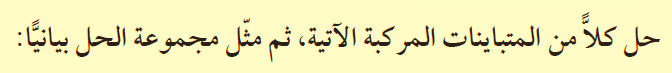 حل كلاًّ من المتباينات المركبة الآتية، ثم مثّل مجموعة الحل بيانيًّا: